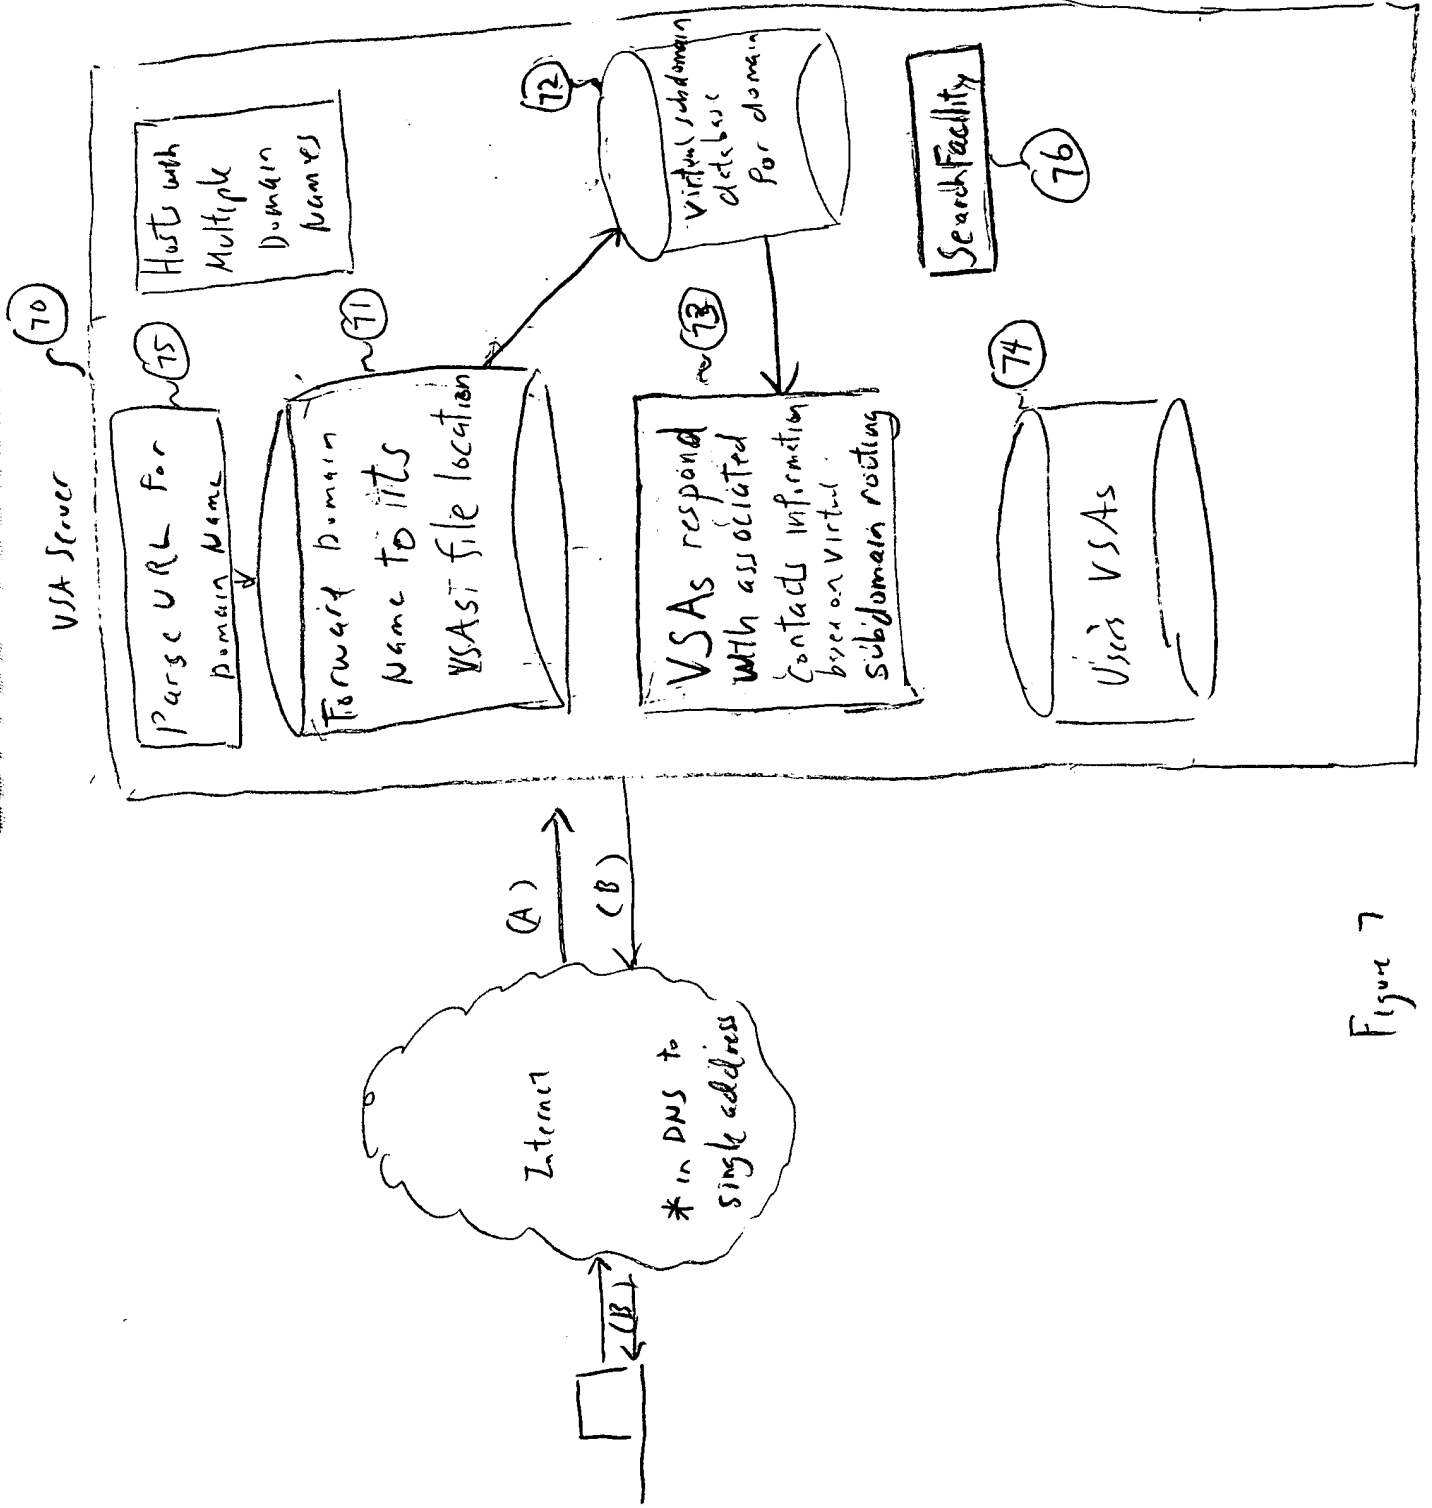 VSA Server
70
Parse URL For
Domain Name
75
Hosts with
Multiple
Domain
Names
Forward Domain
Name to iits
VSAs' file location
71
72
Virtual subdomain
database
for domain
VSAs respond
with associated
Contacts Information
based on virtual
subdomain routing
73
Search Facility
76
Users VSAs
74
(A)
(B)
Internet
* in DNS to
single address
(B)
Figure 7